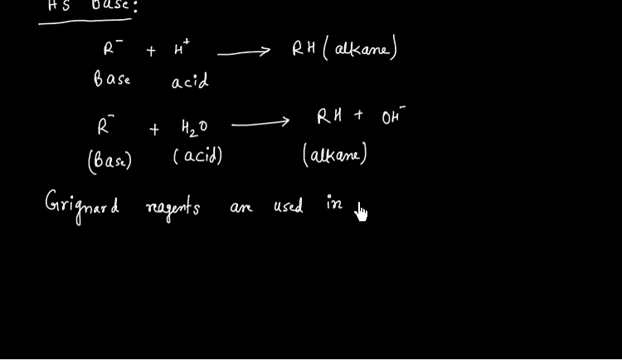 As Base:
R⁻ + H⁺ ⟶ RH (alkane)
Base acid
R⁻ + H₂O ⟶ RH + OH⁻
(Base) (acid) (alkane)
Grignard reagents are used in